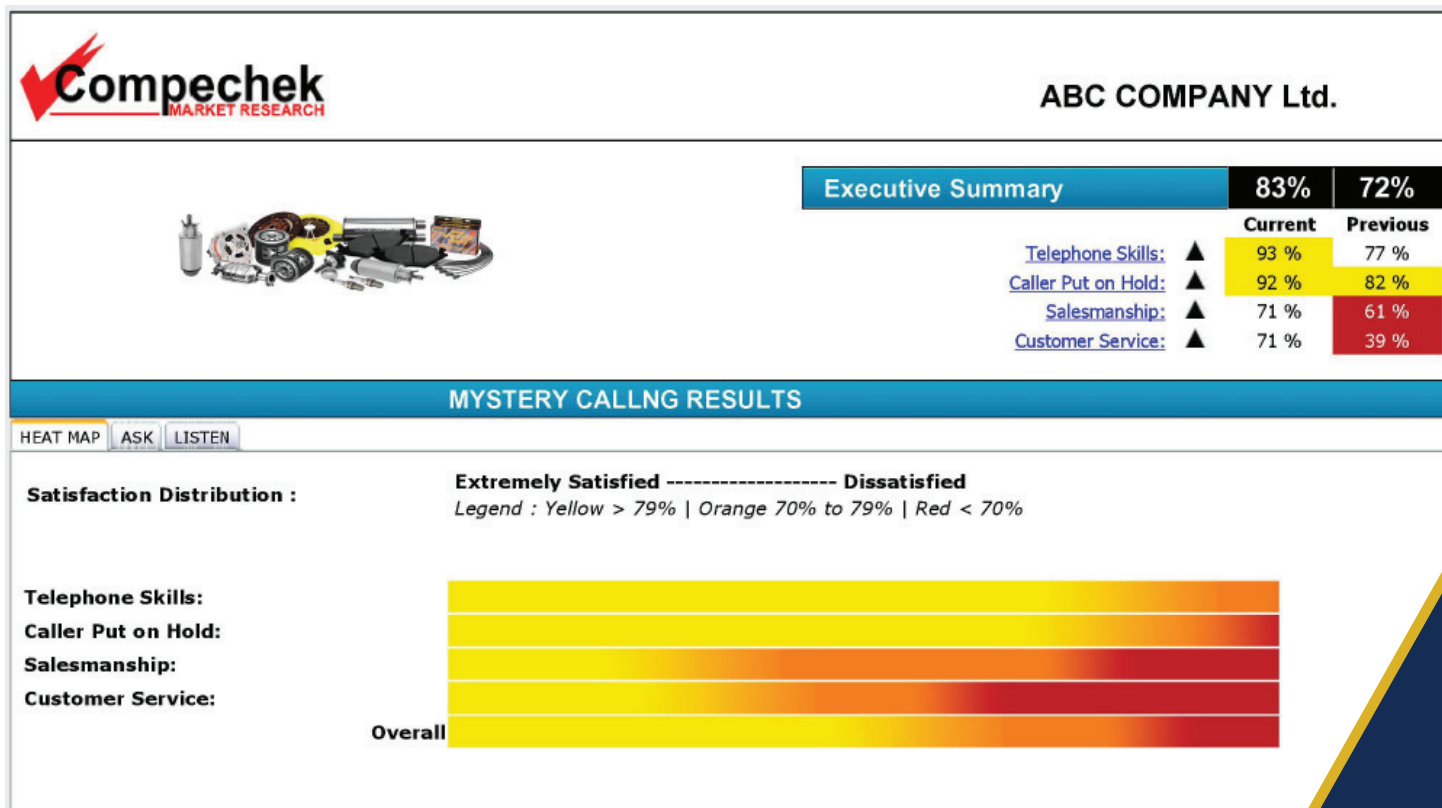 Compechek
MARKET RESEARCH
ABC COMPANY Ltd.
Executive Summary 83% 72%
Current Previous
Telephone Skills: ▲ 93 % 77 %
Caller Put on Hold: ▲ 92 % 82 %
Salesmanship: ▲ 71 % 61 %
Customer Service: ▲ 71 % 39 %
MYSTERY CALLNG RESULTS
HEAT MAP ASK LISTEN
Satisfaction Distribution :
Extremely Satisfied ------------------- Dissatisfied
Legend : Yellow > 79% | Orange 70% to 79% | Red < 70%
Telephone Skills:
Caller Put on Hold:
Salesmanship:
Customer Service:
Overall